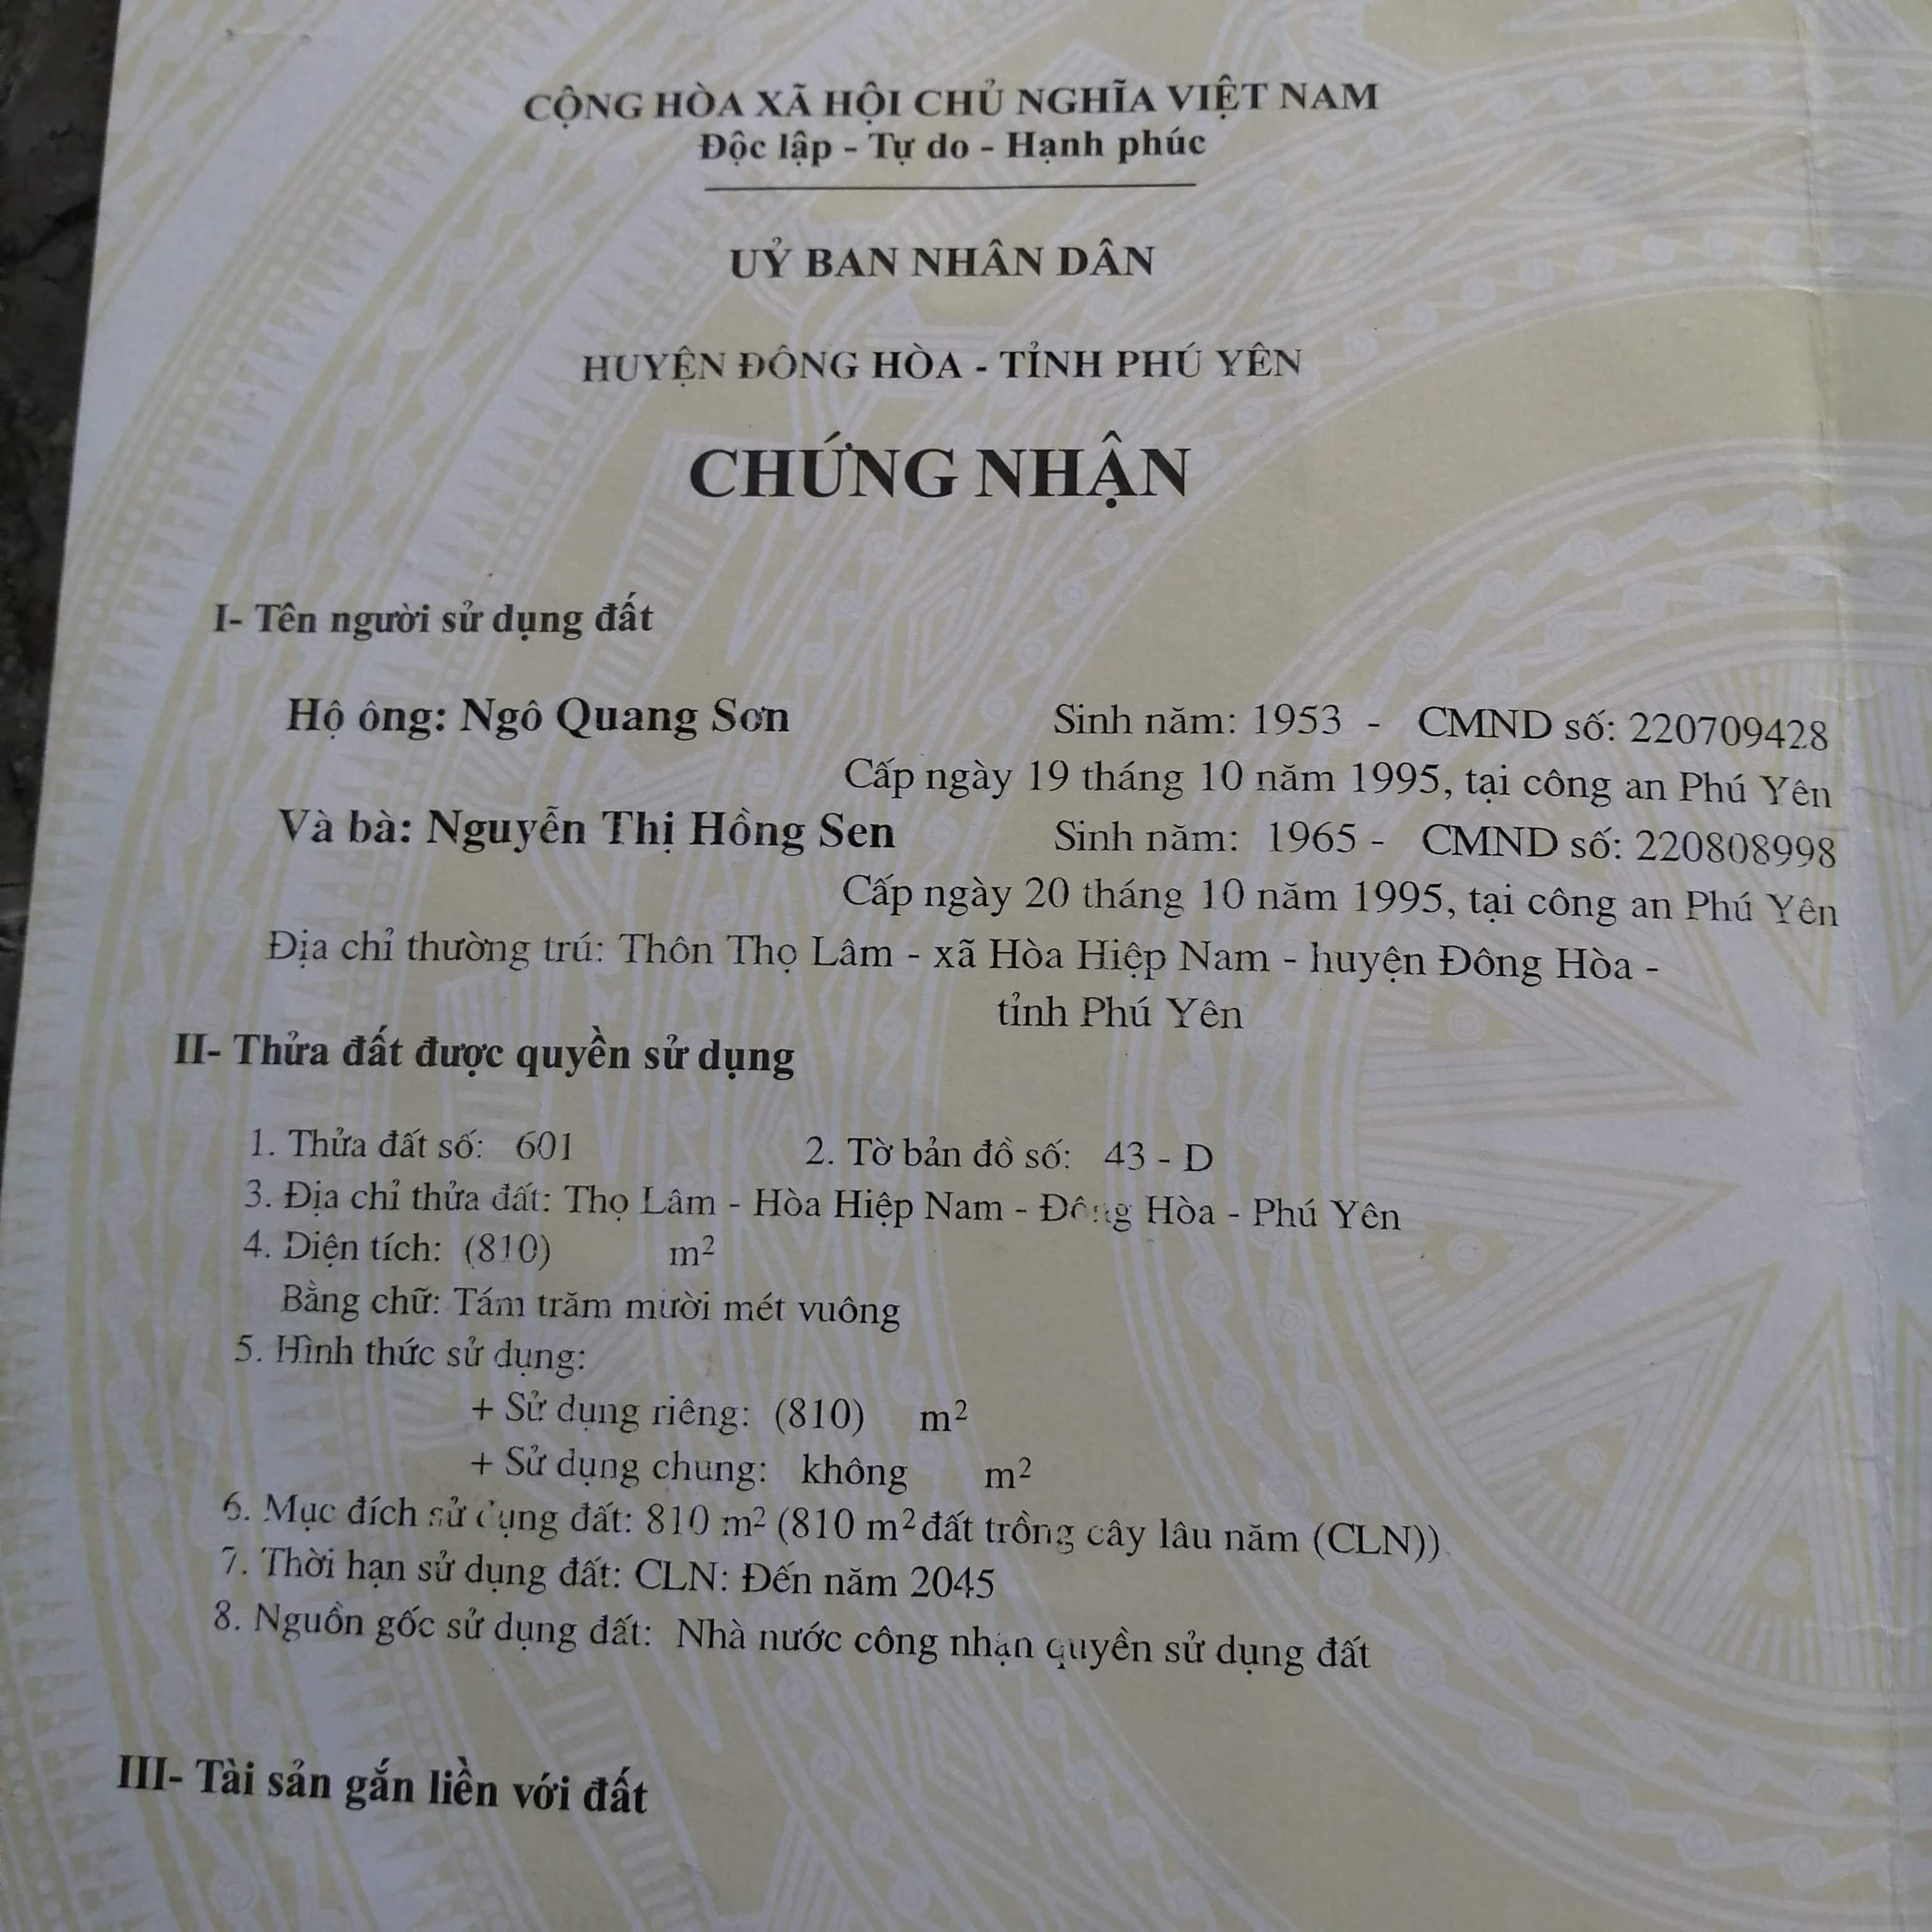 CỘNG HÒA XÃ HỘI CHỦ NGHĨA VIỆT NAM
Độc lập - Tự do - Hạnh phúc
UỶ BAN NHÂN DÂN
HUYỆN ĐÔNG HÒA - TỈNH PHÚ YÊN
CHỨNG NHẬN
I- Tên người sử dụng đất
Hộ ông: Ngô Quang Sơn Sinh năm: 1953 - CMND số: 220709428
Cấp ngày 19 tháng 10 năm 1995, tại công an Phú Yên
Và bà: Nguyễn Thị Hồng Sen Sinh năm: 1965 - CMND số: 220808998
Cấp ngày 20 tháng 10 năm 1995, tại công an Phú Yên
Địa chỉ thường trú: Thôn Thọ Lâm - xã Hòa Hiệp Nam - huyện Đông Hòa -
tỉnh Phú Yên
II- Thửa đất được quyền sử dụng
1. Thửa đất số: 601 2. Tờ bản đồ số: 43 - D
3. Địa chỉ thửa đất: Thọ Lâm - Hòa Hiệp Nam - Đông Hòa - Phú Yên
4. Diện tích: (810) m²
Bằng chữ: Tám trăm mười mét vuông
5. Hình thức sử dụng:
+ Sử dụng riêng: (810) m²
+ Sử dụng chung: không m²
6. Mục đích sử dụng đất: 810 m² (810 m² đất trồng cây lâu năm (CLN))
7. Thời hạn sử dụng đất: CLN: Đến năm 2045
8. Nguồn gốc sử dụng đất: Nhà nước công nhận quyền sử dụng đất
III- Tài sản gắn liền với đất